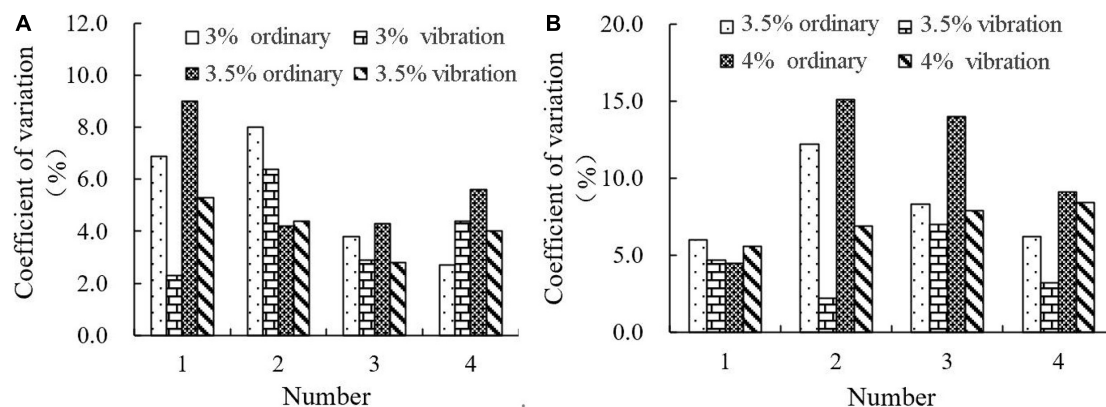 A
Coefficient of variation
(%)
12.0
10.0
8.0
6.0
4.0
2.0
0.0
3% ordinary 3% vibration
3.5% ordinary 3.5% vibration
1 2 3 4
Number
B
Coefficient of variation
(%)
20.0
15.0
10.0
5.0
0.0
3.5% ordinary 3.5% vibration
4% ordinary 4% vibration
1 2 3 4
Number